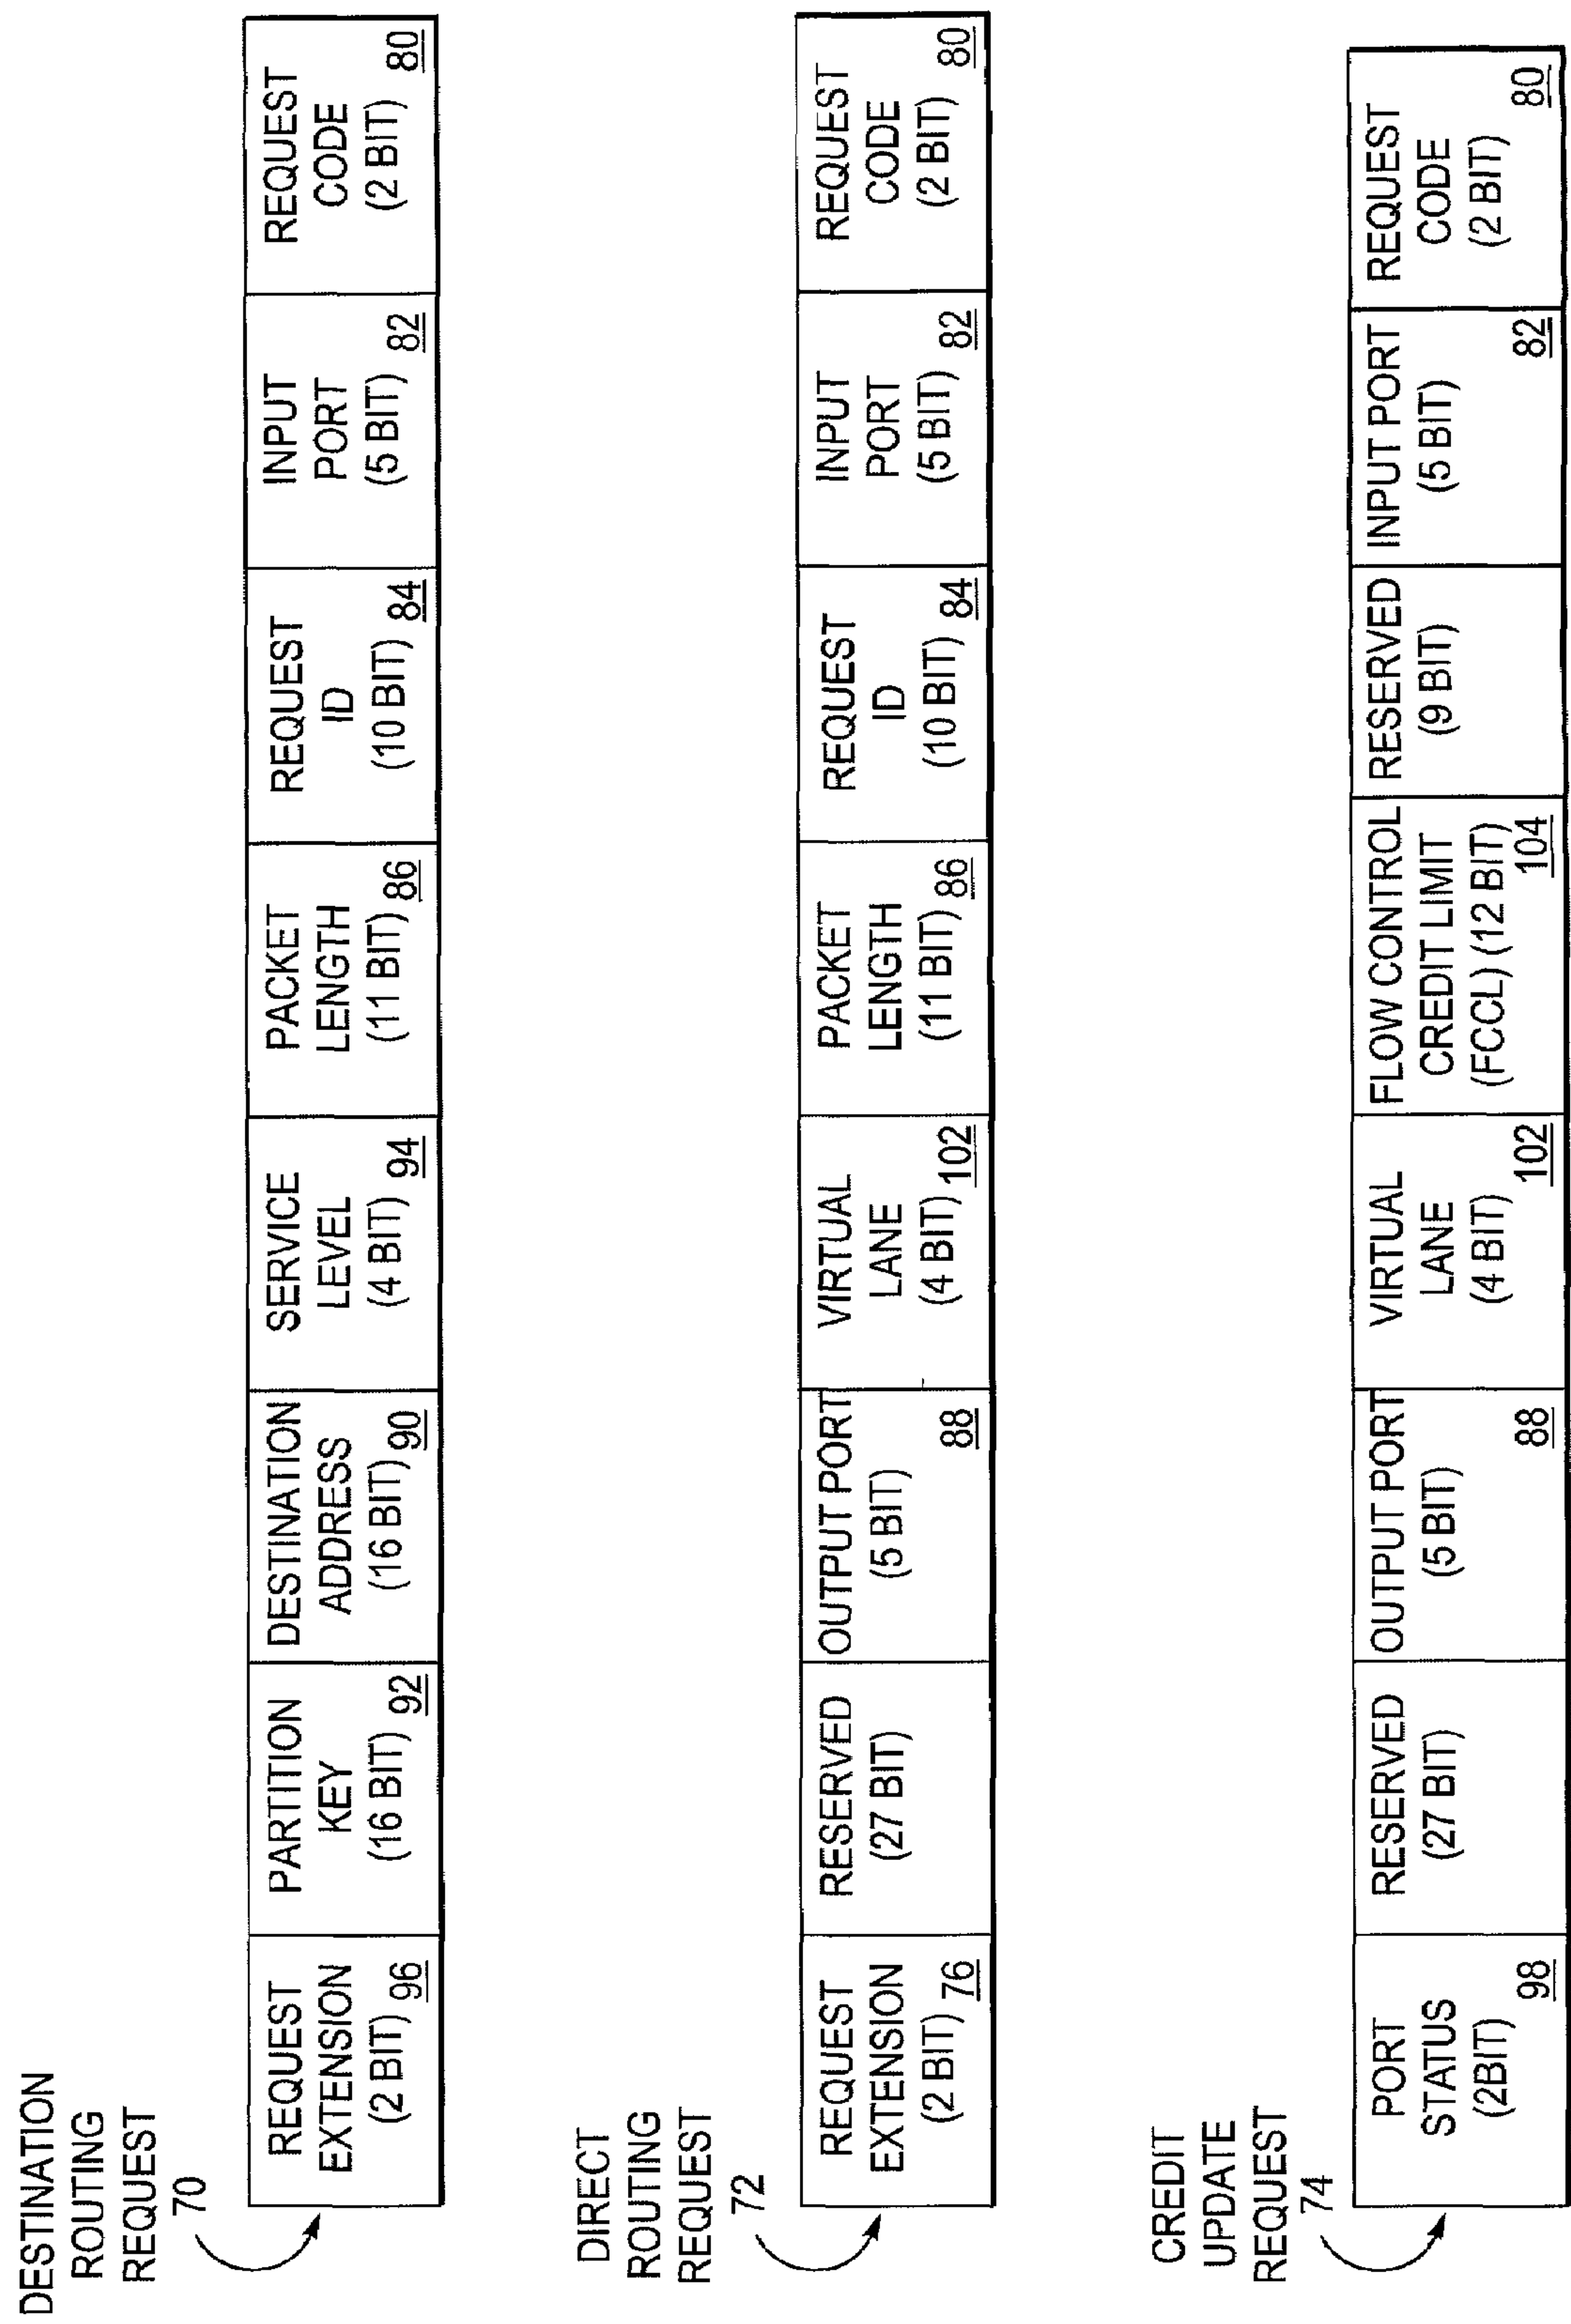 DESTINATION
ROUTING
REQUEST
70
REQUEST
EXTENSION
(2 BIT) 96
PARTITION
KEY
(16 BIT) 92
DESTINATION
ADDRESS
(16 BIT) 90
SERVICE
LEVEL
(4 BIT) 94
PACKET
LENGTH
(11 BIT) 86
REQUEST
ID
(10 BIT) 84
INPUT
PORT
(5 BIT) 82
REQUEST
CODE
(2 BIT) 80
DIRECT
ROUTING
REQUEST
72
REQUEST
EXTENSION
(2 BIT) 76
RESERVED
(27 BIT)
OUTPUT PORT
(5 BIT)
88
VIRTUAL
LANE
(4 BIT) 102
PACKET
LENGTH
(11 BIT) 86
REQUEST
ID
(10 BIT) 84
INPUT
PORT
(5 BIT) 82
REQUEST
CODE
(2 BIT) 80
CREDIT
UPDATE
REQUEST
74
PORT
STATUS
(2BIT)
98
RESERVED
(27 BIT)
OUTPUT PORT
(5 BIT)
88
VIRTUAL
LANE
(4 BIT)
102
FLOW CONTROL
CREDIT LIMIT
(FCCL) (12 BIT)
104
RESERVED
(9 BIT)
INPUT PORT
(5 BIT)
82
REQUEST
CODE
(2 BIT)
80